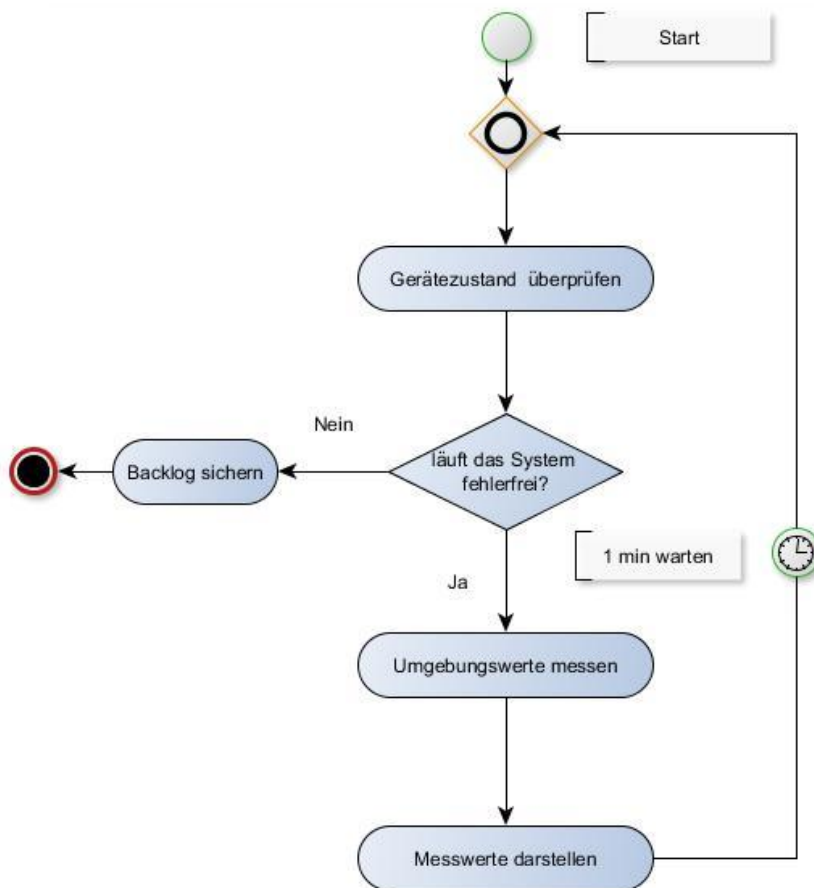 Start
Gerätezustand überprüfen
Nein
läuft das System
fehlerfrei?
Backlog sichern
1 min warten
Ja
Umgebungswerte messen
Messwerte darstellen